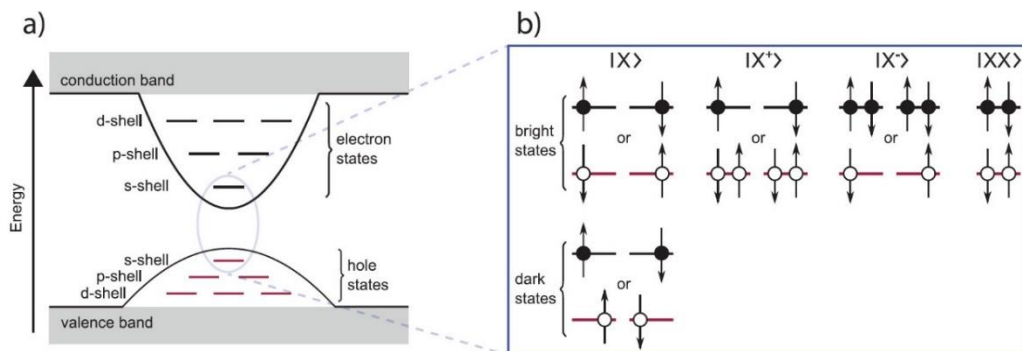 a)
Energy
conduction band
d-shell
p-shell
s-shell
electron
states
s-shell
p-shell
d-shell
hole
states
valence band
b)
|X⟩ |X⁺⟩ |X⁻⟩ |XX⟩
bright
states
or or or
dark
states
or